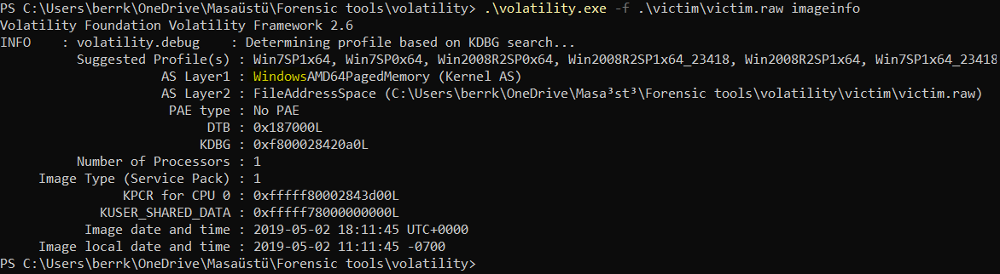 PS C:\Users\berrk\OneDrive\Masaüstü\Forensic tools\volatility> .\volatility.exe -f .\victim\victim.raw imageinfo
Volatility Foundation Volatility Framework 2.6
INFO    : volatility.debug    : Determining profile based on KDBG search...
Suggested Profile(s) : Win7SP1x64, Win7SP0x64, Win2008R2SP0x64, Win2008R2SP1x64_23418, Win2008R2SP1x64, Win7SP1x64_23418
AS Layer1 : WindowsAMD64PagedMemory (Kernel AS)
AS Layer2 : FileAddressSpace (C:\Users\berrk\OneDrive\Masa³st³\Forensic tools\volatility\victim\victim.raw)
PAE type : No PAE
DTB : 0x187000L
KDBG : 0xf800028420a0L
Number of Processors : 1
Image Type (Service Pack) : 1
KPCR for CPU 0 : 0xfffff80002843d00L
KUSER_SHARED_DATA : 0xfffff78000000000L
Image date and time : 2019-05-02 18:11:45 UTC+0000
Image local date and time : 2019-05-02 11:11:45 -0700
PS C:\Users\berrk\OneDrive\Masaüstü\Forensic tools\volatility>